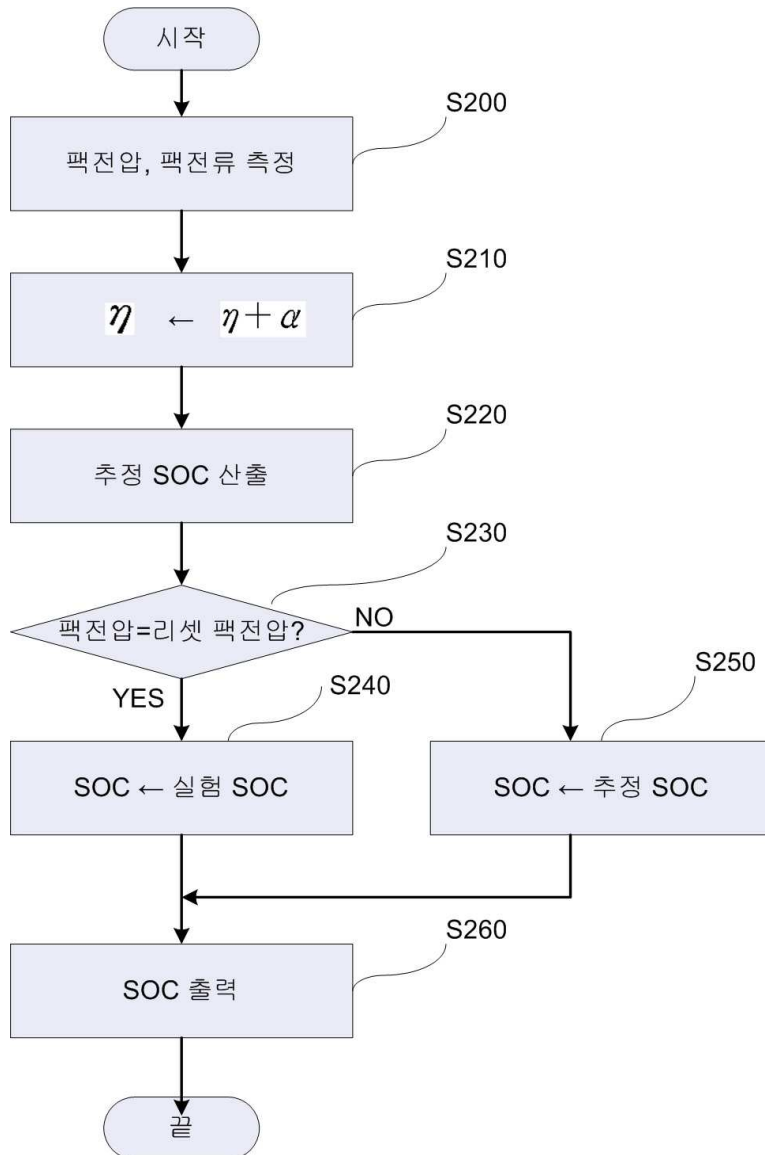 시작
S200
팩전압, 팩전류 측정
S210
η ← η+α
S220
추정 SOC 산출
S230
팩전압=리셋 팩전압?
NO
YES
S240
S250
SOC ← 실험 SOC
SOC ← 추정 SOC
S260
SOC 출력
끝